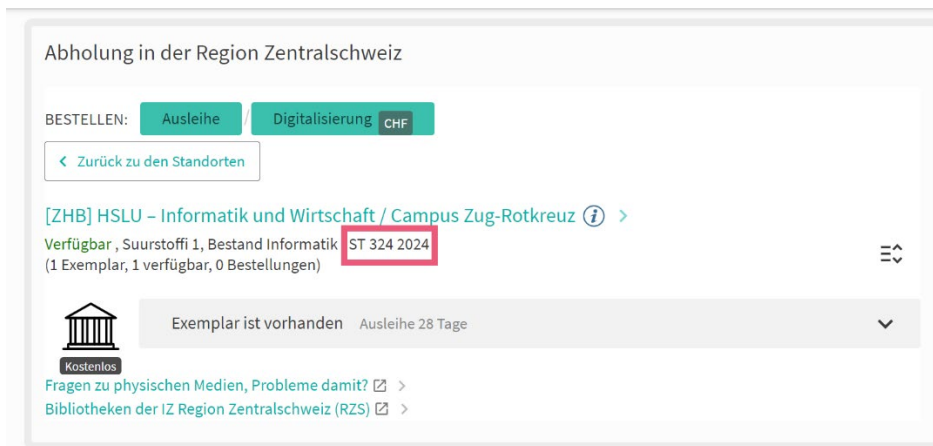 Abholung in der Region Zentralschweiz
BESTELLEN: Ausleihe / Digitalisierung CHF
Zurück zu den Standorten
[ZHB] HSLU – Informatik und Wirtschaft / Campus Zug-Rotkreuz i
Verfügbar , Suurstoffi 1, Bestand Informatik ST 324 2024
(1 Exemplar, 1 verfügbar, 0 Bestellungen)
Exemplar ist vorhanden Ausleihe 28 Tage
Kostenlos
Fragen zu physischen Medien, Probleme damit?
Bibliotheken der IZ Region Zentralschweiz (RZS)